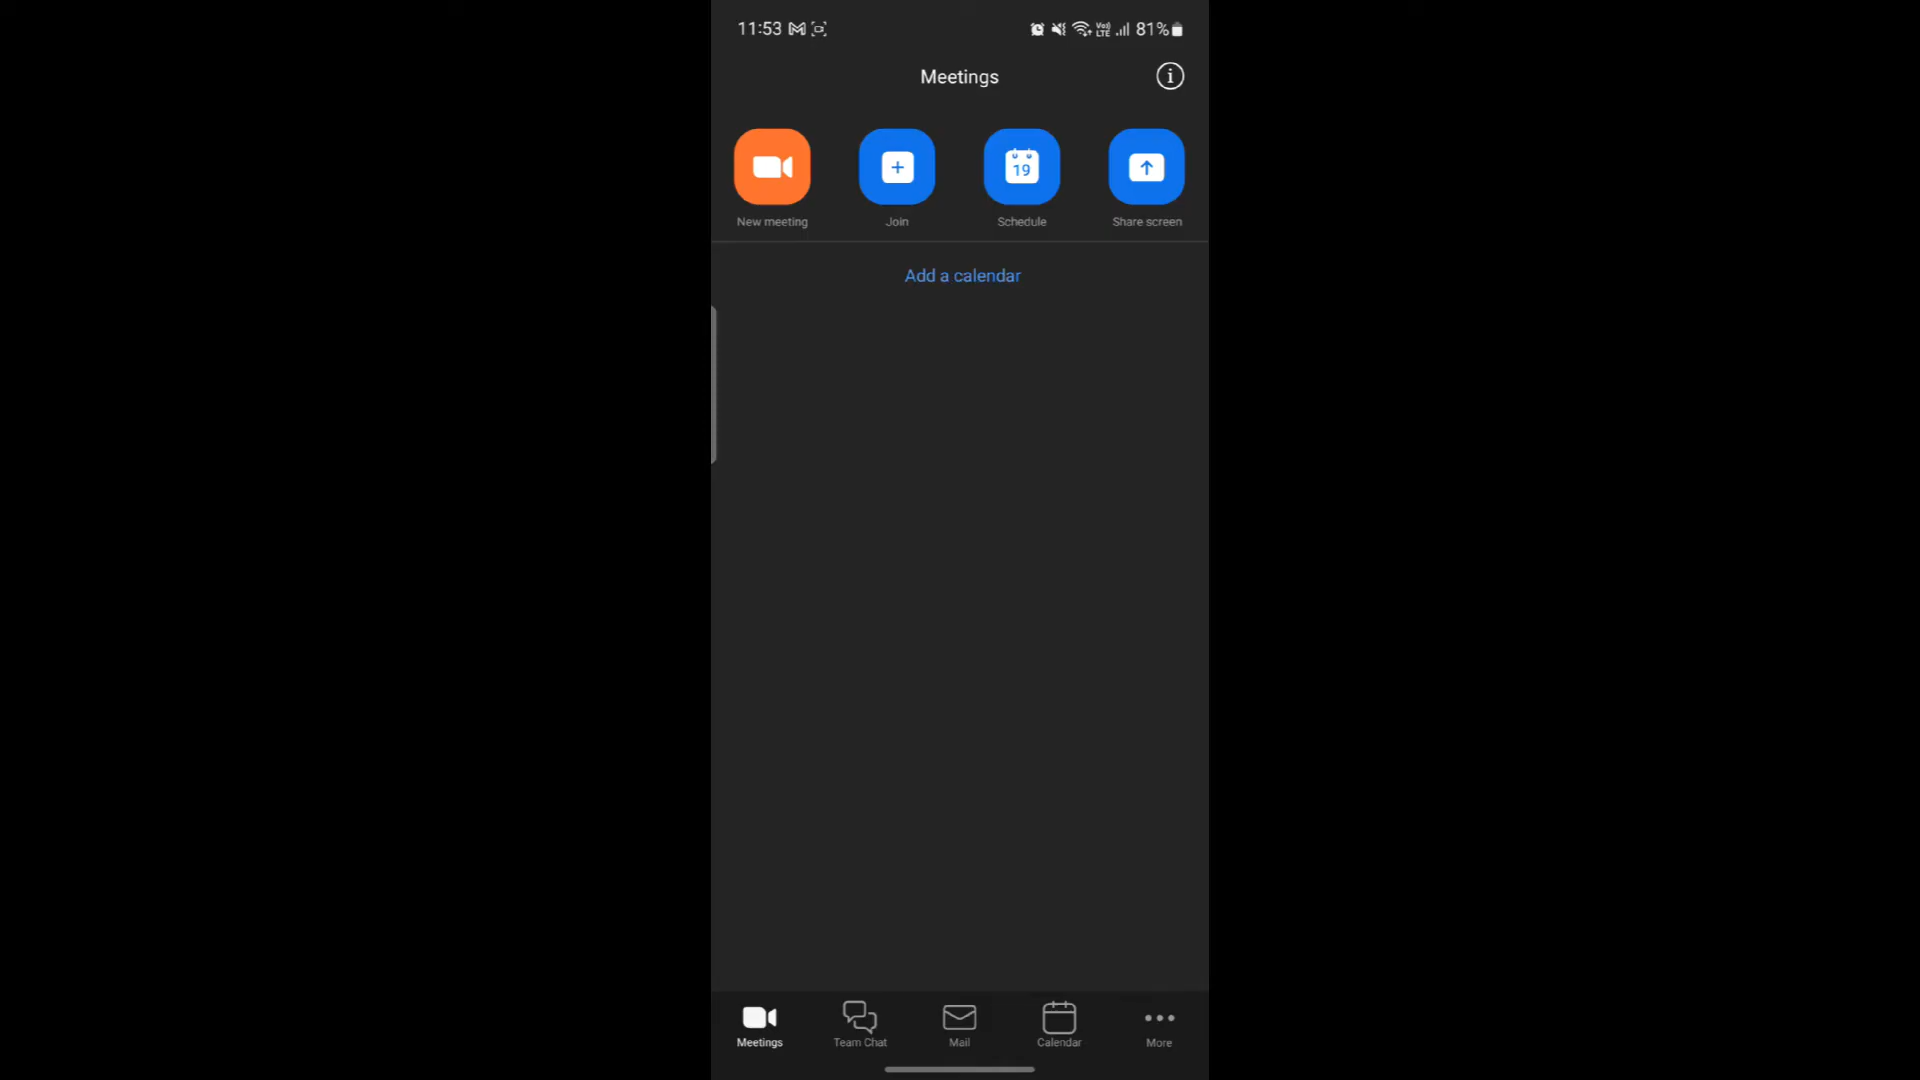 11:53 81%
Meetings
19
New meeting Join Schedule Share screen
Add a calendar
Meetings Team Chat Mail Calendar More